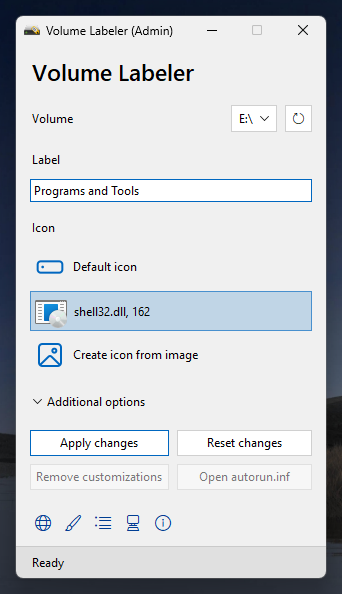 Volume Labeler (Admin)
Volume Labeler
Volume
E:\
Label
Programs and Tools
Icon
Default icon
shell32.dll, 162
Create icon from image
Additional options
Apply changes
Reset changes
Remove customizations
Open autorun.inf
Ready